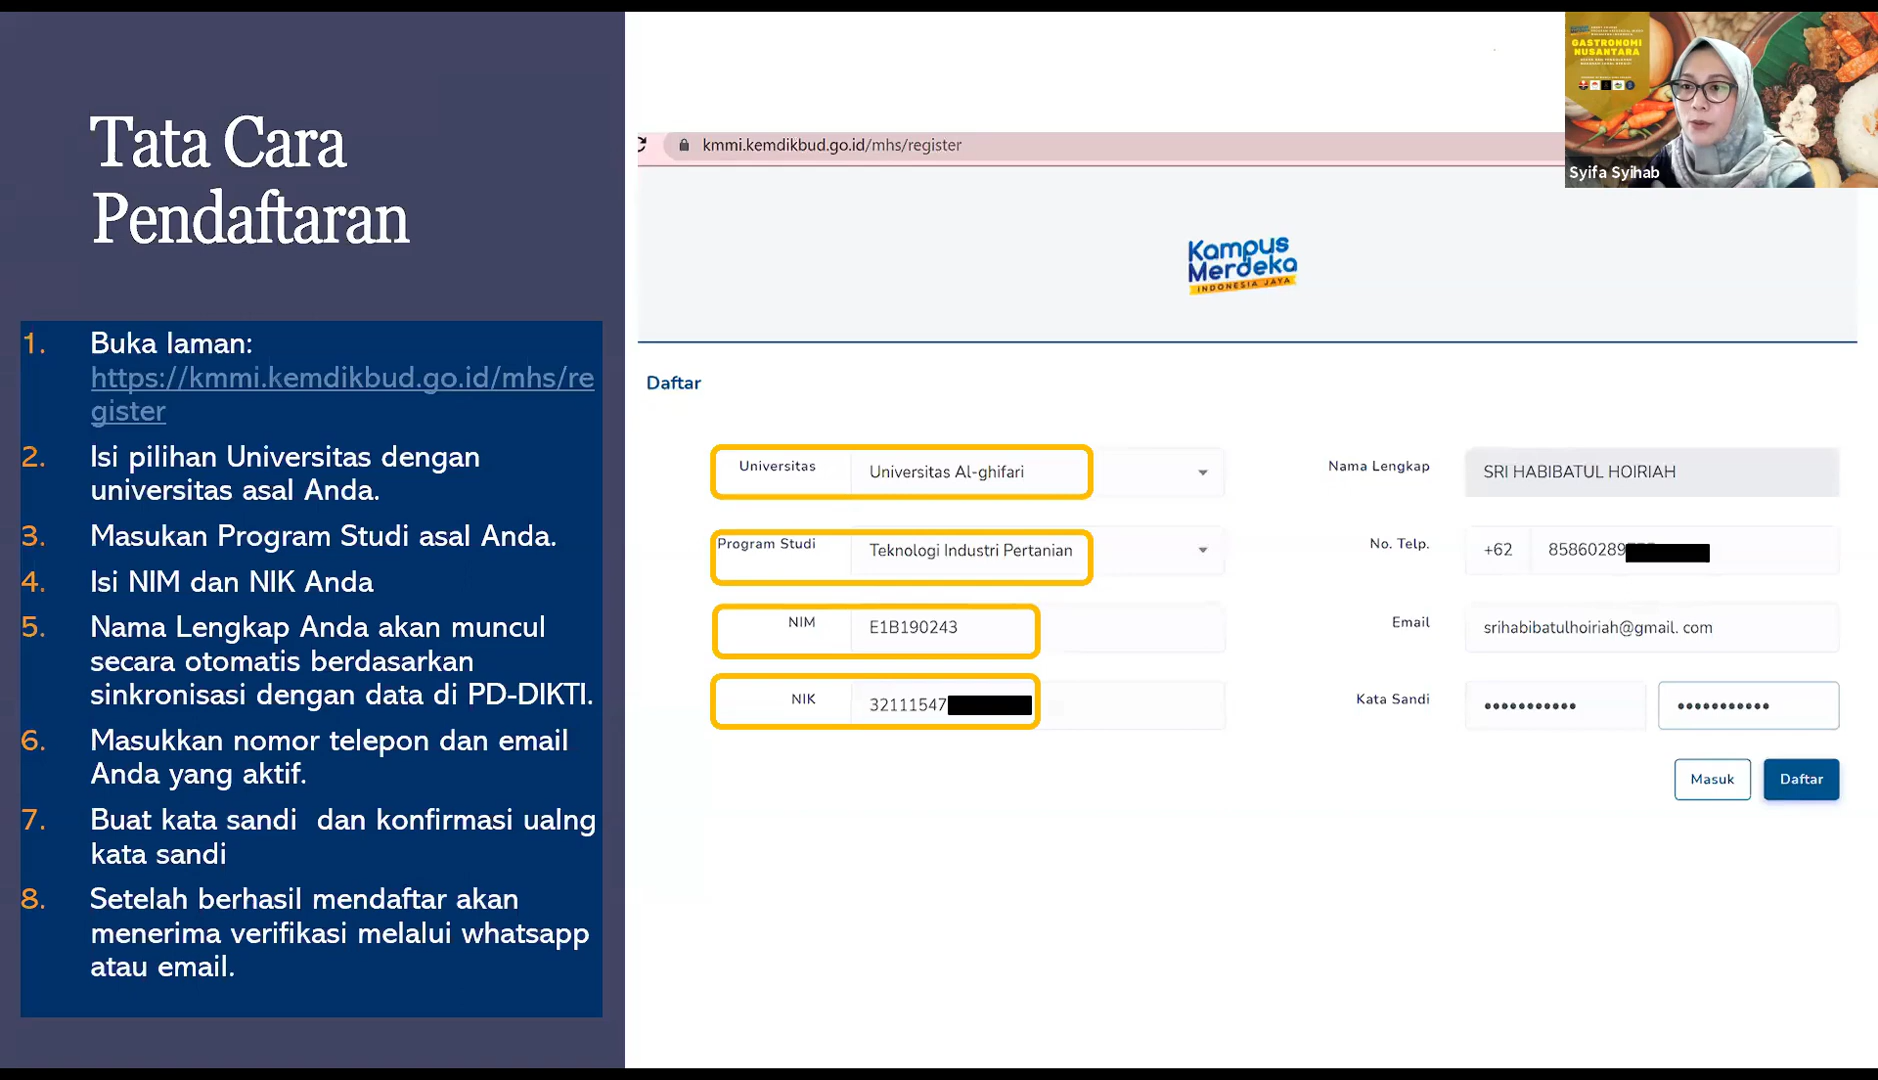 Tata Cara
Pendaftaran
1. Buka laman:
https://kmmi.kemdikbud.go.id/mhs/re
gister
2. Isi pilihan Universitas dengan
universitas asal Anda.
3. Masukan Program Studi asal Anda.
4. Isi NIM dan NIK Anda
5. Nama Lengkap Anda akan muncul
secara otomatis berdasarkan
sinkronisasi dengan data di PD-DIKTI.
6. Masukkan nomor telepon dan email
Anda yang aktif.
7. Buat kata sandi dan konfirmasi ualng
kata sandi
8. Setelah berhasil mendaftar akan
menerima verifikasi melalui whatsapp
atau email.
kmmi.kemdikbud.go.id/mhs/register
Kampus
Merdeka
INDONESIA JAYA
Daftar
Universitas Universitas Al-ghifari
Program Studi Teknologi Industri Pertanian
NIM E1B190243
NIK 32111547
Nama Lengkap SRI HABIBATUL HOIRIAH
No. Telp. +62 85860289
Email srihabibatulhoiriah@gmail. com
Kata Sandi
Masuk Daftar
GASTRONOMI
NUSANTARA
Syifa Syihab